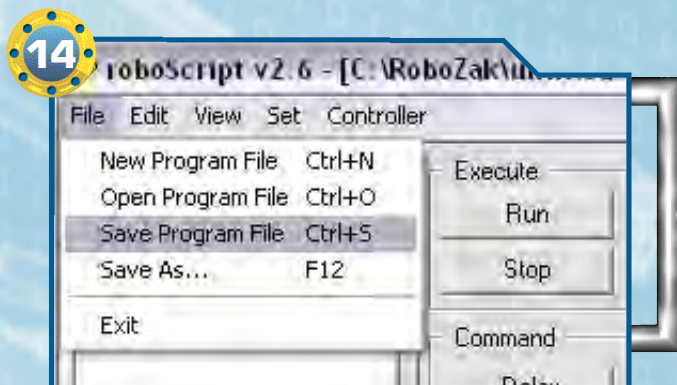 14
roboScript v2.6 - [C:\RoboZak\
File Edit View Set Controller
New Program File Ctrl+N
Open Program File Ctrl+O
Save Program File Ctrl+S
Save As... F12
Exit
Execute
Run
Stop
Command
Delay